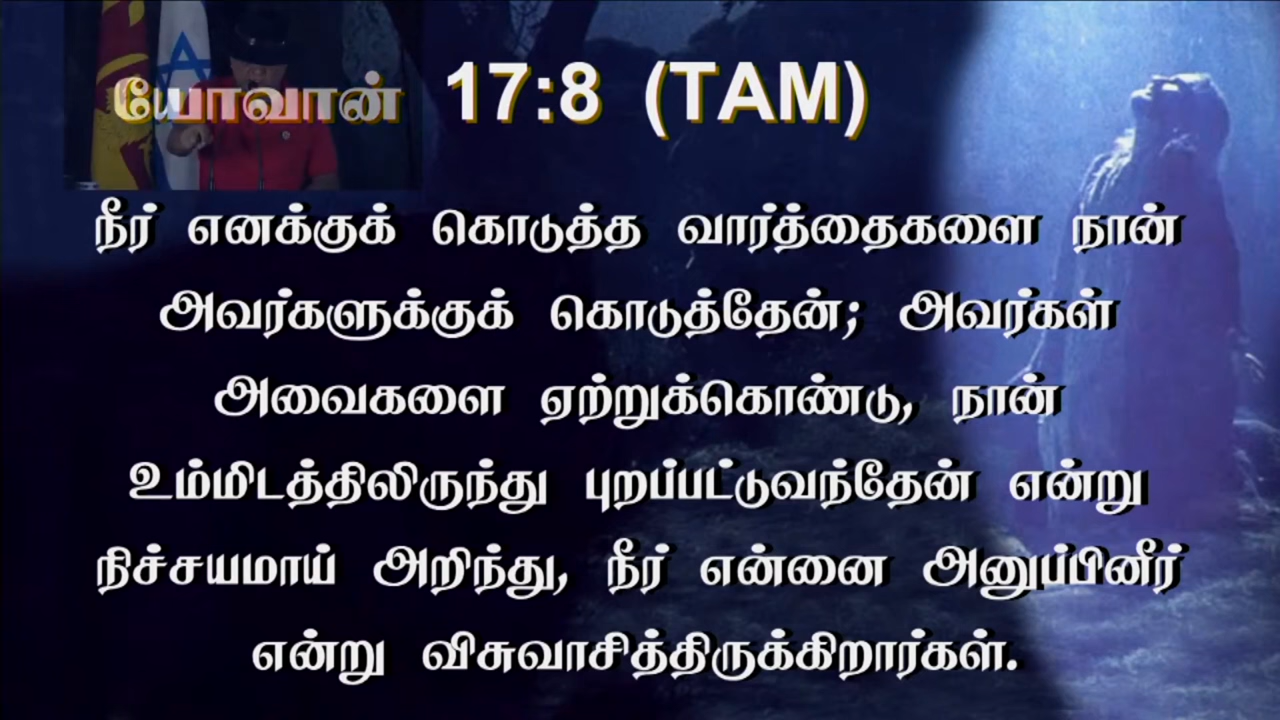 யோவான் 17:8 (TAM)
நீர் எனக்குக் கொடுத்த வார்த்தைகளை நான்
அவர்களுக்குக் கொடுத்தேன்; அவர்கள்
அவைகளை ஏற்றுக்கொண்டு, நான்
உம்மிடத்திலிருந்து புறப்பட்டுவந்தேன் என்று
நிச்சயமாய் அறிந்து, நீர் என்னை அனுப்பினீர்
என்று விசுவாசித்திருக்கிறார்கள்.